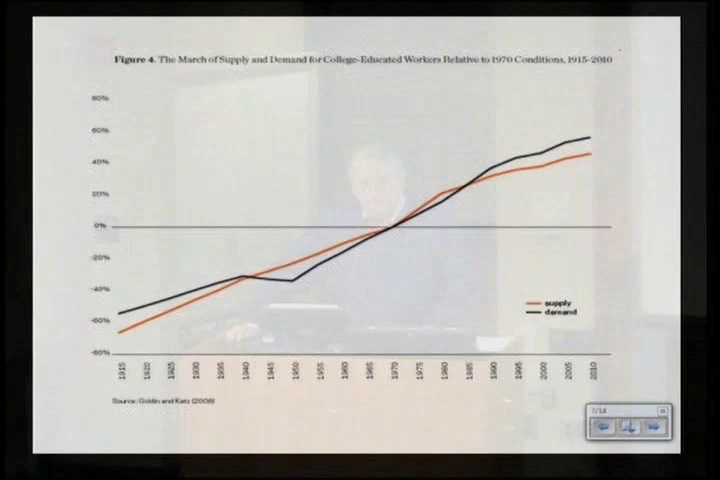 Figure 4. The March of Supply and Demand for College-Educated Workers Relative to 1970 Conditions, 1915-2010
80%
60%
40%
20%
0%
-20%
-40%
-60%
-80%
supply
demand
1915 1920 1925 1930 1935 1940 1945 1950 1955 1960 1965 1970 1975 1980 1985 1990 1995 2000 2005 2010
Source: Goldin and Katz (2008)
7/14